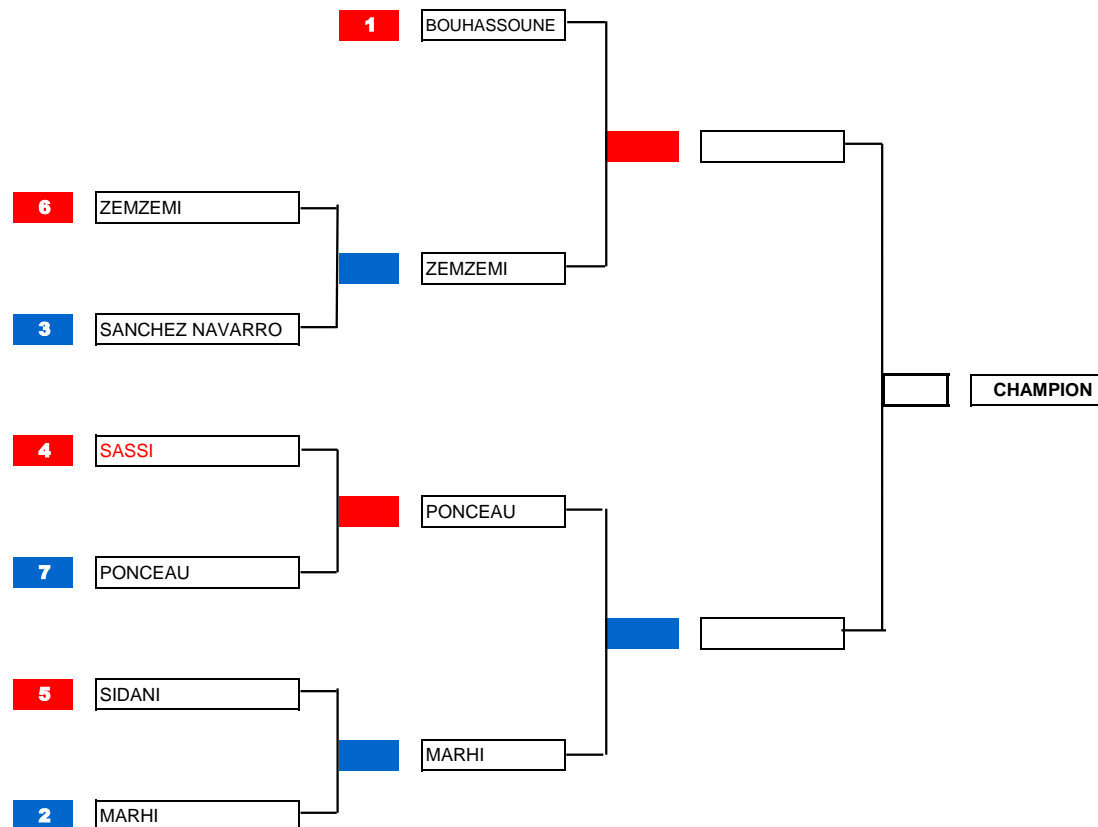 1 BOUHASSOUNE
6 ZEMZEMI
ZEMZEMI
3 SANCHEZ NAVARRO
CHAMPION
4 SASSI
PONCEAU
7 PONCEAU
5 SIDANI
MARHI
2 MARHI